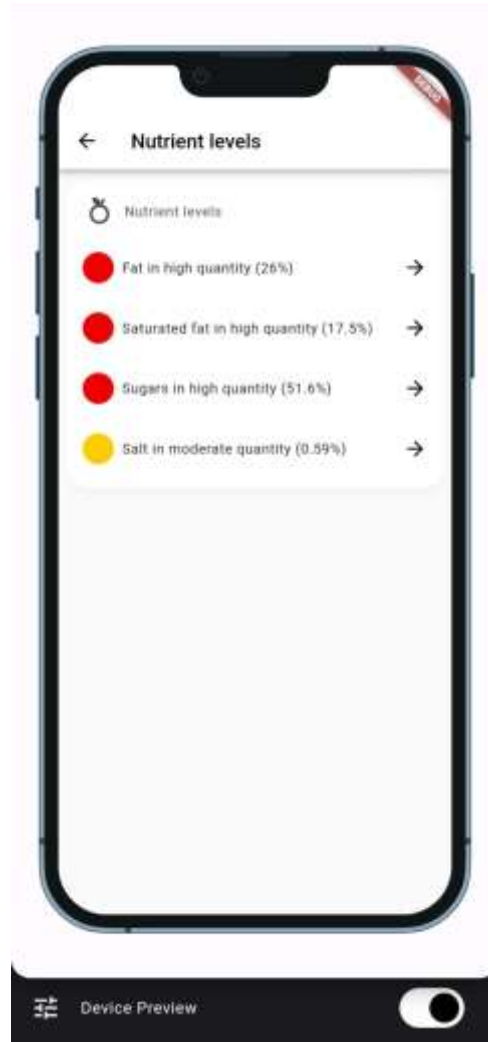 DEBUG
Nutrient levels
Nutrient levels
Fat in high quantity (26%)
Saturated fat in high quantity (17.5%)
Sugars in high quantity (51.6%)
Salt in moderate quantity (0.59%)
Device Preview